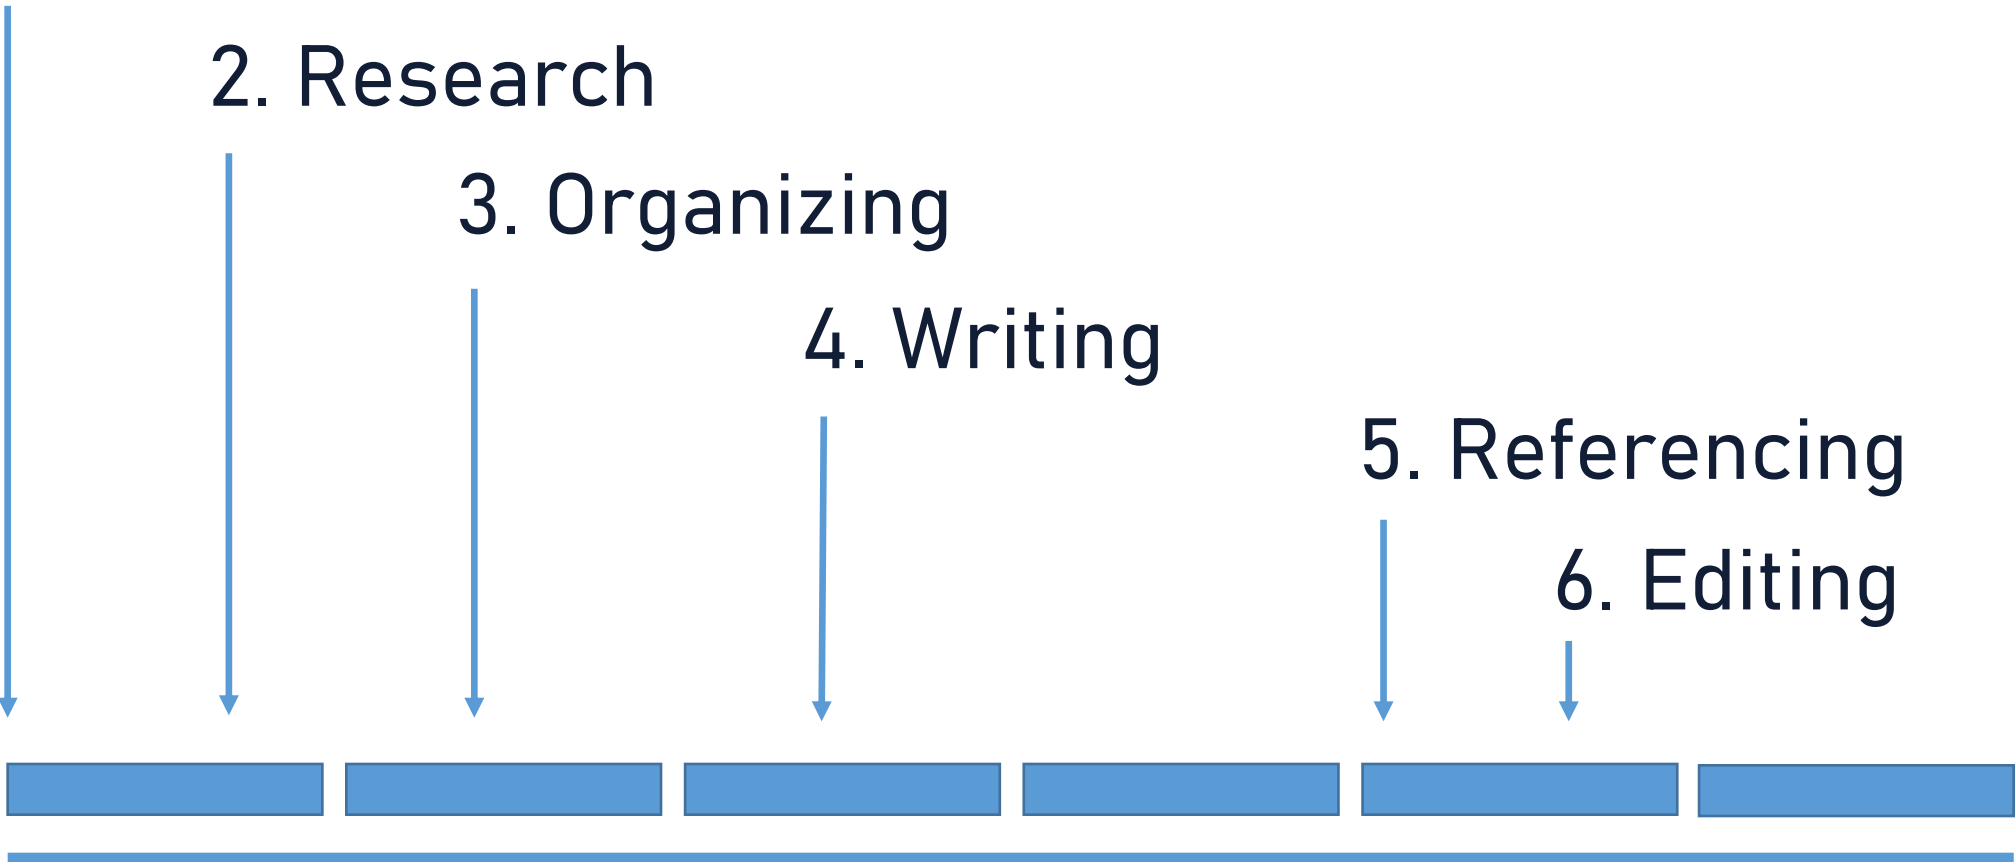 2. Research
3. Organizing
4. Writing
5. Referencing
6. Editing